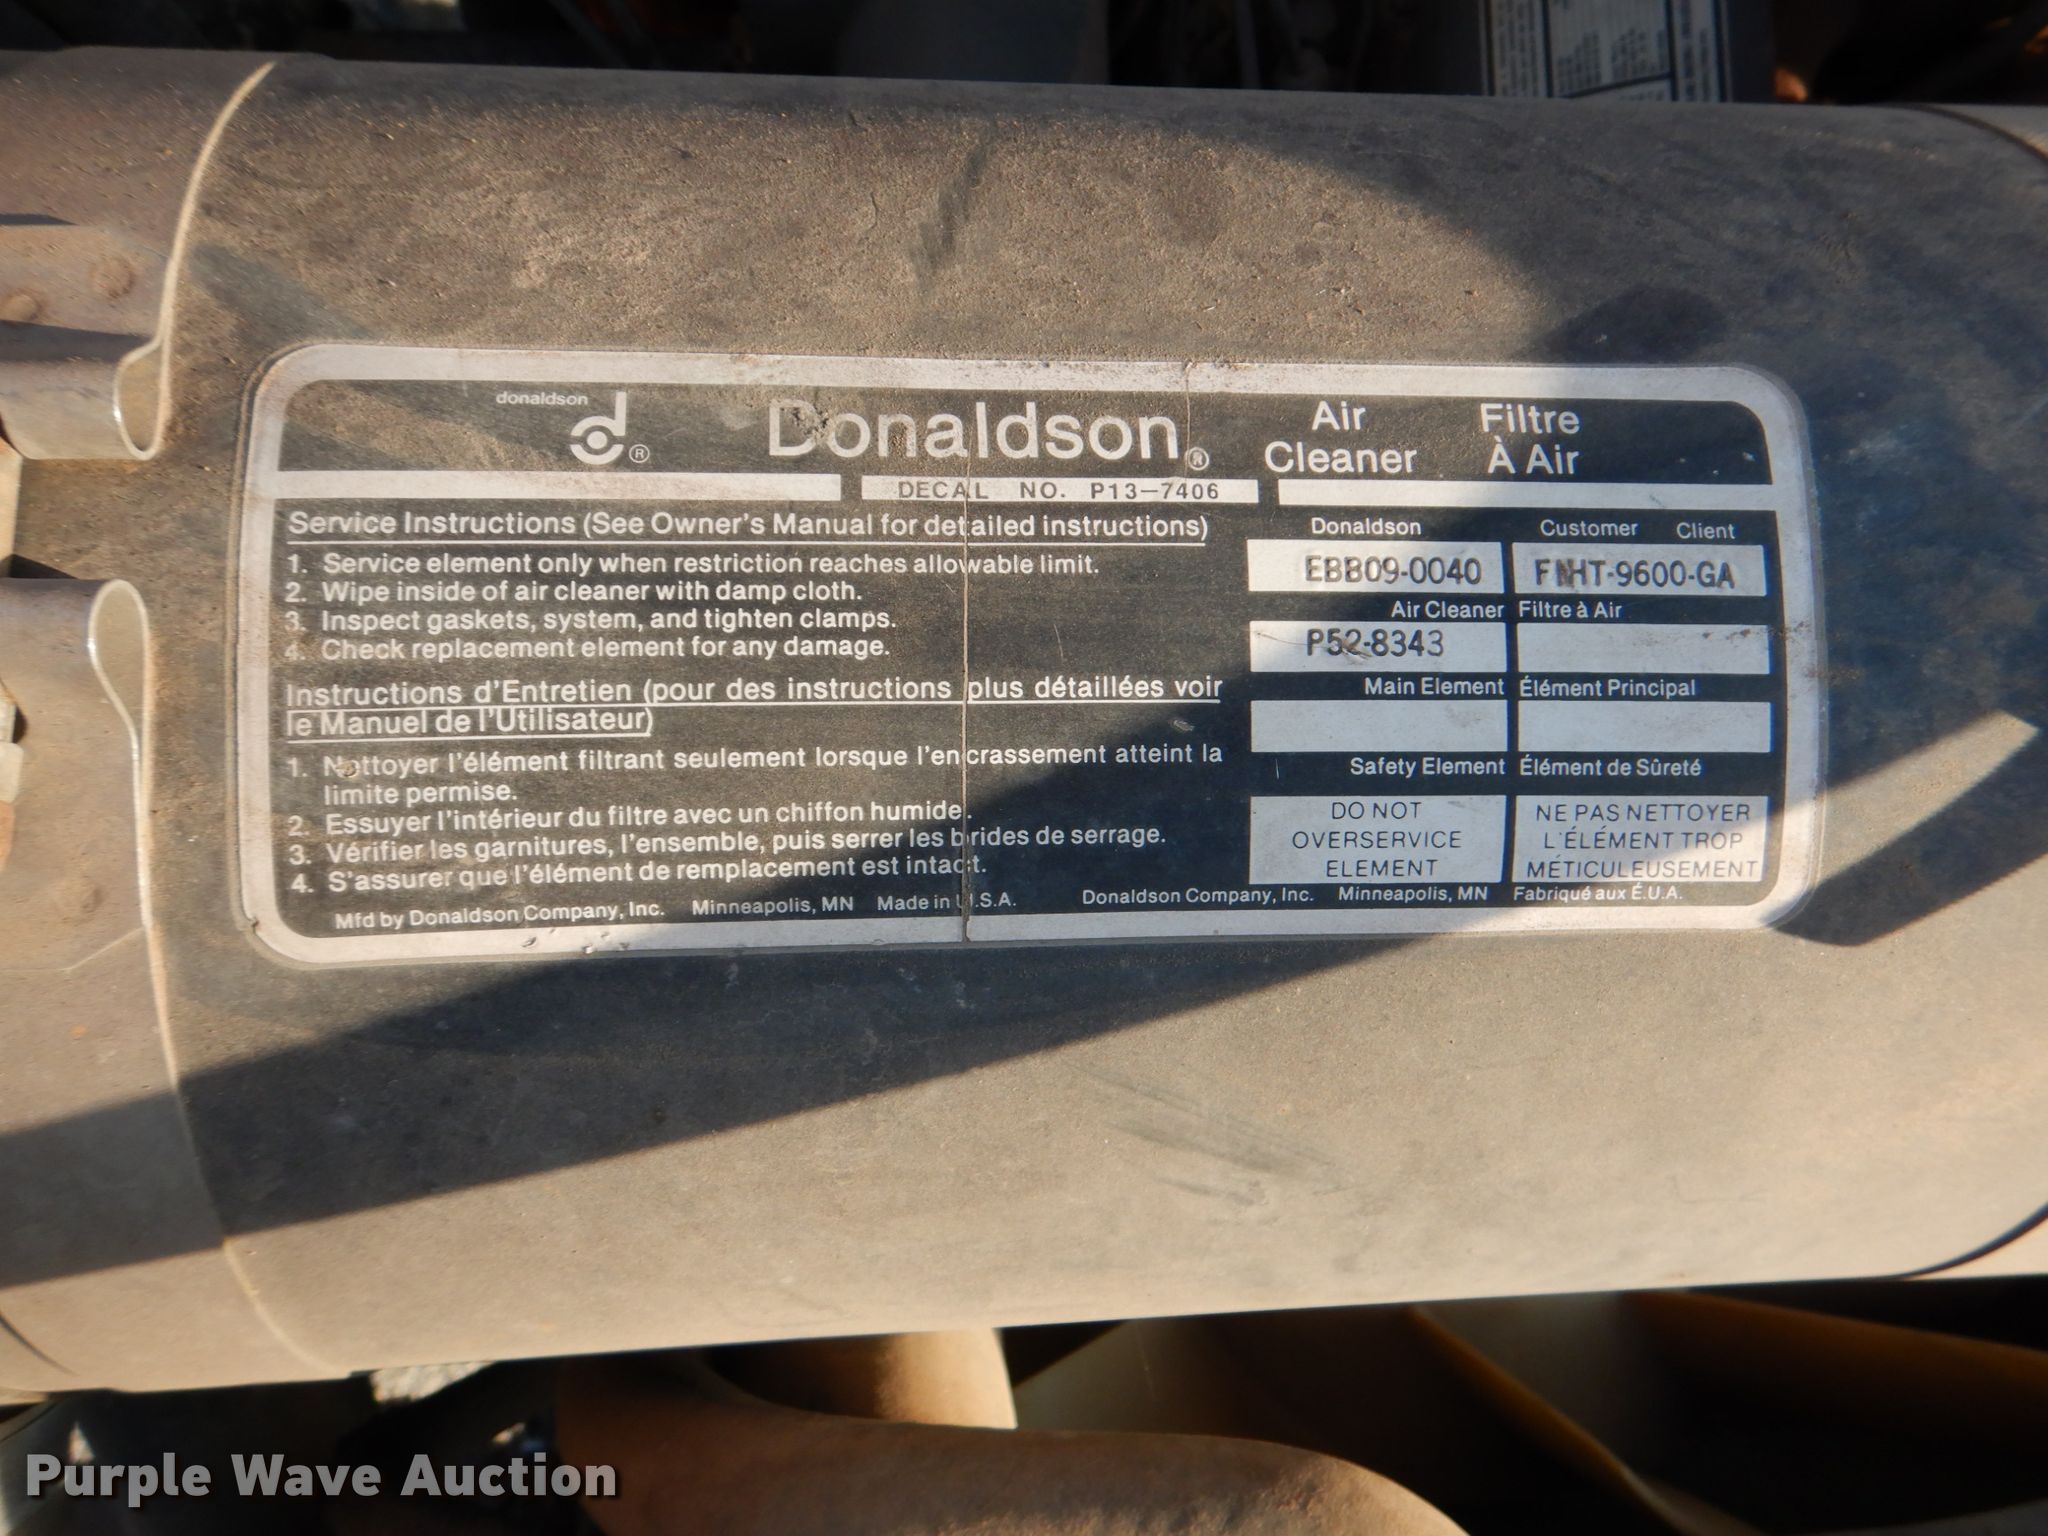 donaldson
d®
Donaldson®
Air Cleaner
Filtre À Air
DECAL NO. P13-7406
Service Instructions (See Owner's Manual for detailed instructions)
1. Service element only when restriction reaches allowable limit.
2. Wipe inside of air cleaner with damp cloth.
3. Inspect gaskets, system, and tighten clamps.
4. Check replacement element for any damage.
Instructions d'Entretien (pour des instructions plus détaillées voir
le Manuel de l'Utilisateur)
1. Nettoyer l'élément filtrant seulement lorsque l'encrassement atteint la
limite permise.
2. Essuyer l'intérieur du filtre avec un chiffon humide.
3. Vérifier les garnitures, l'ensemble, puis serrer les brides de serrage.
4. S'assurer que l'élément de remplacement est intact.
Mfd by Donaldson Company, Inc. Minneapolis, MN Made in U.S.A.
Donaldson Customer Client
EBB09-0040 FNHT-9600-GA
Air Cleaner Filtre à Air
P52-8343
Main Element Élément Principal
Safety Element Élément de Sûreté
DO NOT
OVERSERVICE
ELEMENT
NE PAS NETTOYER
L'ÉLÉMENT TROP
MÉTICULEUSEMENT
Donaldson Company, Inc. Minneapolis, MN Fabriqué aux É.U.A.
Purple Wave Auction